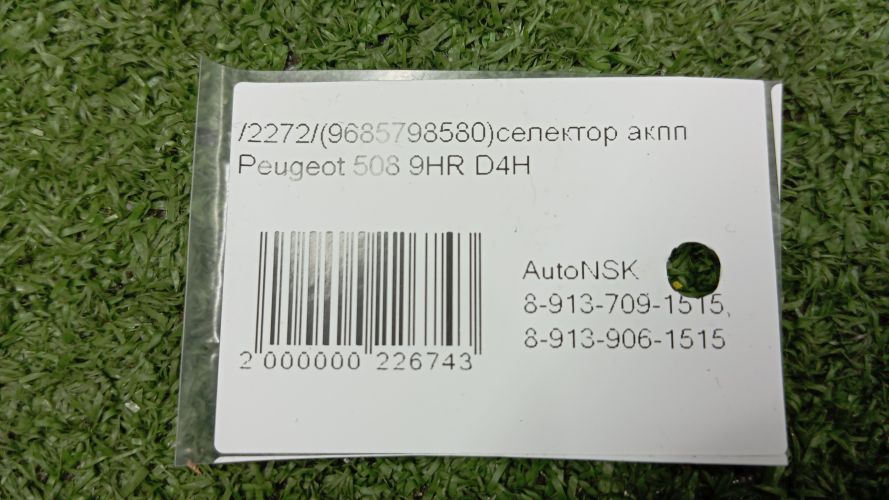 /2272/(9685798580)селектор акпп
Peugeot 508 9HR D4H
AutoNSK
8-913-709-1515,
8-913-906-1515
2 000000 226743